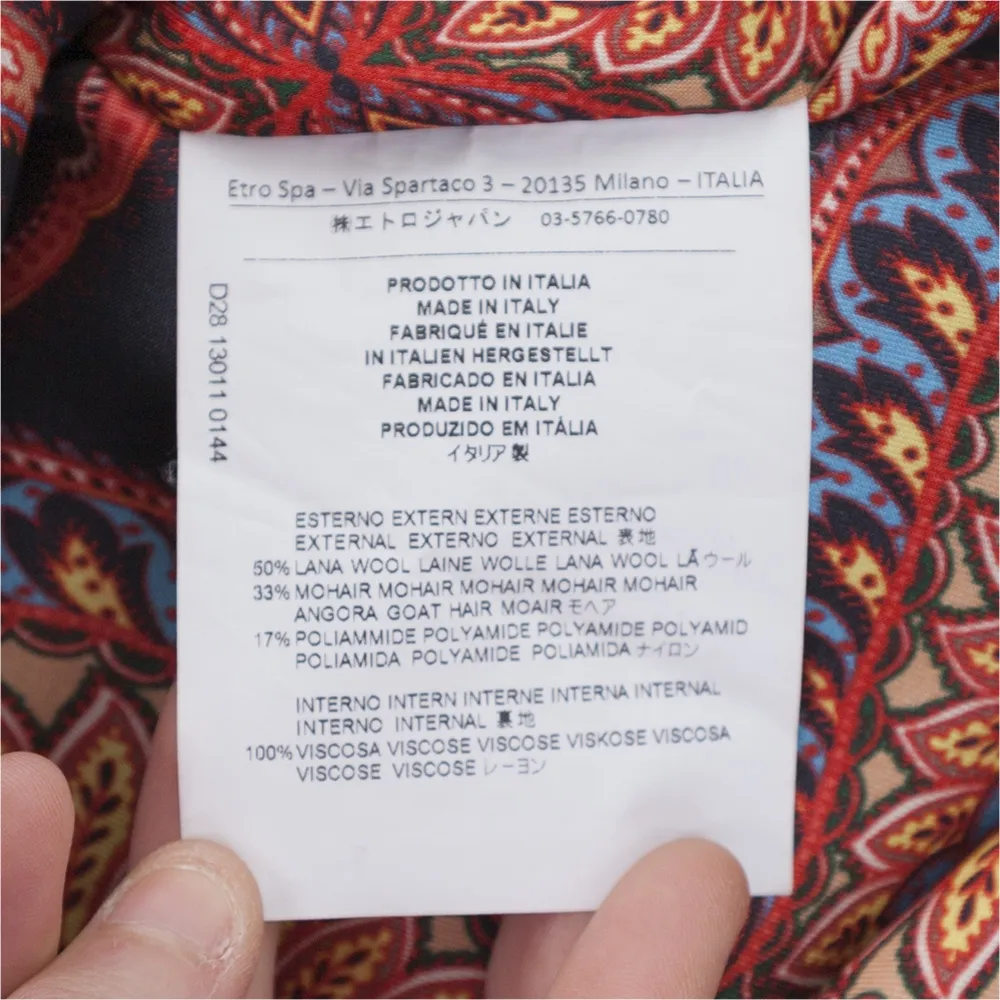 Etro Spa – Via Spartaco 3 – 20135 Milano – ITALIA
㈱エトロジャパン 03-5766-0780
D28 13011 0144
PRODOTTO IN ITALIA
MADE IN ITALY
FABRIQUÉ EN ITALIE
IN ITALIEN HERGESTELLT
FABRICADO EN ITALIA
MADE IN ITALY
PRODUZIDO EM ITÁLIA
イタリア製
ESTERNO EXTERN EXTERNE ESTERNO
EXTERNAL EXTERNO EXTERNAL 裏地
50% LANA WOOL LAINE WOLLE LANA WOOL LÃ ウール
33% MOHAIR MOHAIR MOHAIR MOHAIR MOHAIR
ANGORA GOAT HAIR MOAIR モヘア
17% POLIAMMIDE POLYAMIDE POLYAMIDE POLYAMID
POLIAMIDA POLYAMIDE POLIAMIDA ナイロン
INTERNO INTERN INTERNE INTERNA INTERNAL
INTERNO INTERNAL 裏地
100% VISCOSA VISCOSE VISCOSE VISKOSE VISCOSA
VISCOSE VISCOSE レーヨン